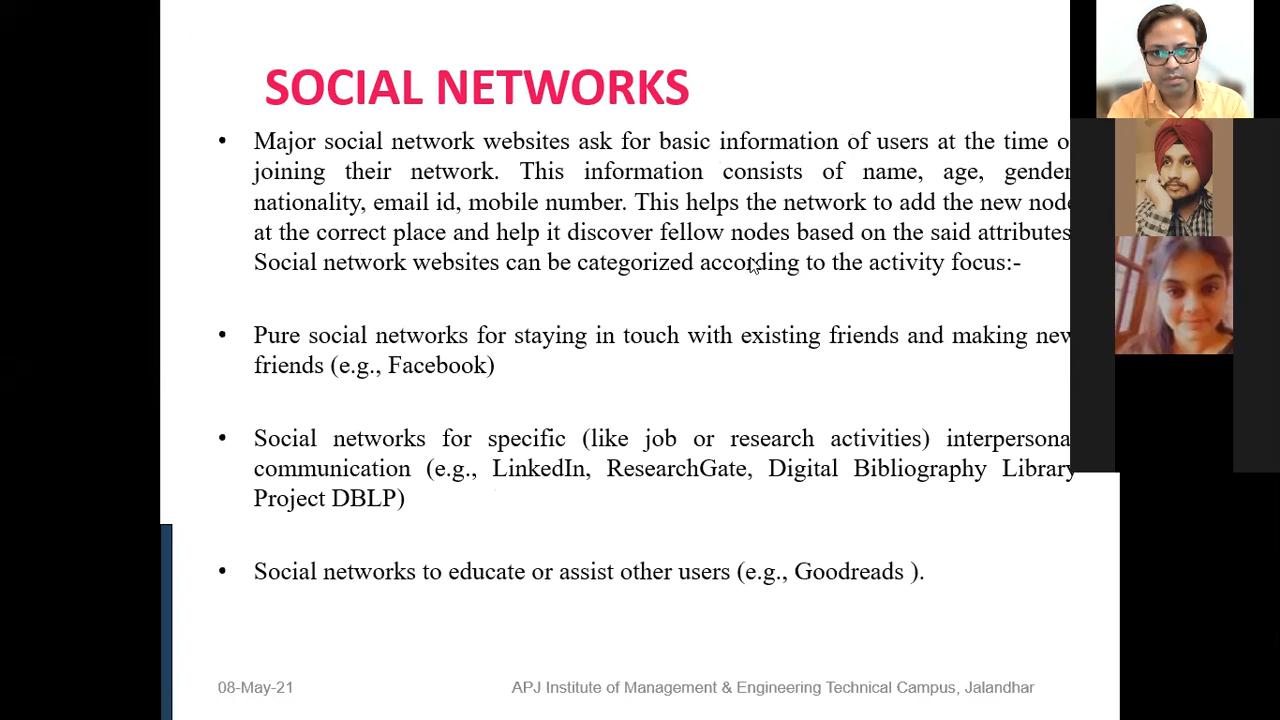 SOCIAL NETWORKS
• Major social network websites ask for basic information of users at the time o
joining their network. This information consists of name, age, gender
nationality, email id, mobile number. This helps the network to add the new node
at the correct place and help it discover fellow nodes based on the said attributes
Social network websites can be categorized according to the activity focus:-
• Pure social networks for staying in touch with existing friends and making new
friends (e.g., Facebook)
• Social networks for specific (like job or research activities) interpersona
communication (e.g., LinkedIn, ResearchGate, Digital Bibliography Library
Project DBLP)
• Social networks to educate or assist other users (e.g., Goodreads ).
08-May-21 APJ Institute of Management & Engineering Technical Campus, Jalandhar